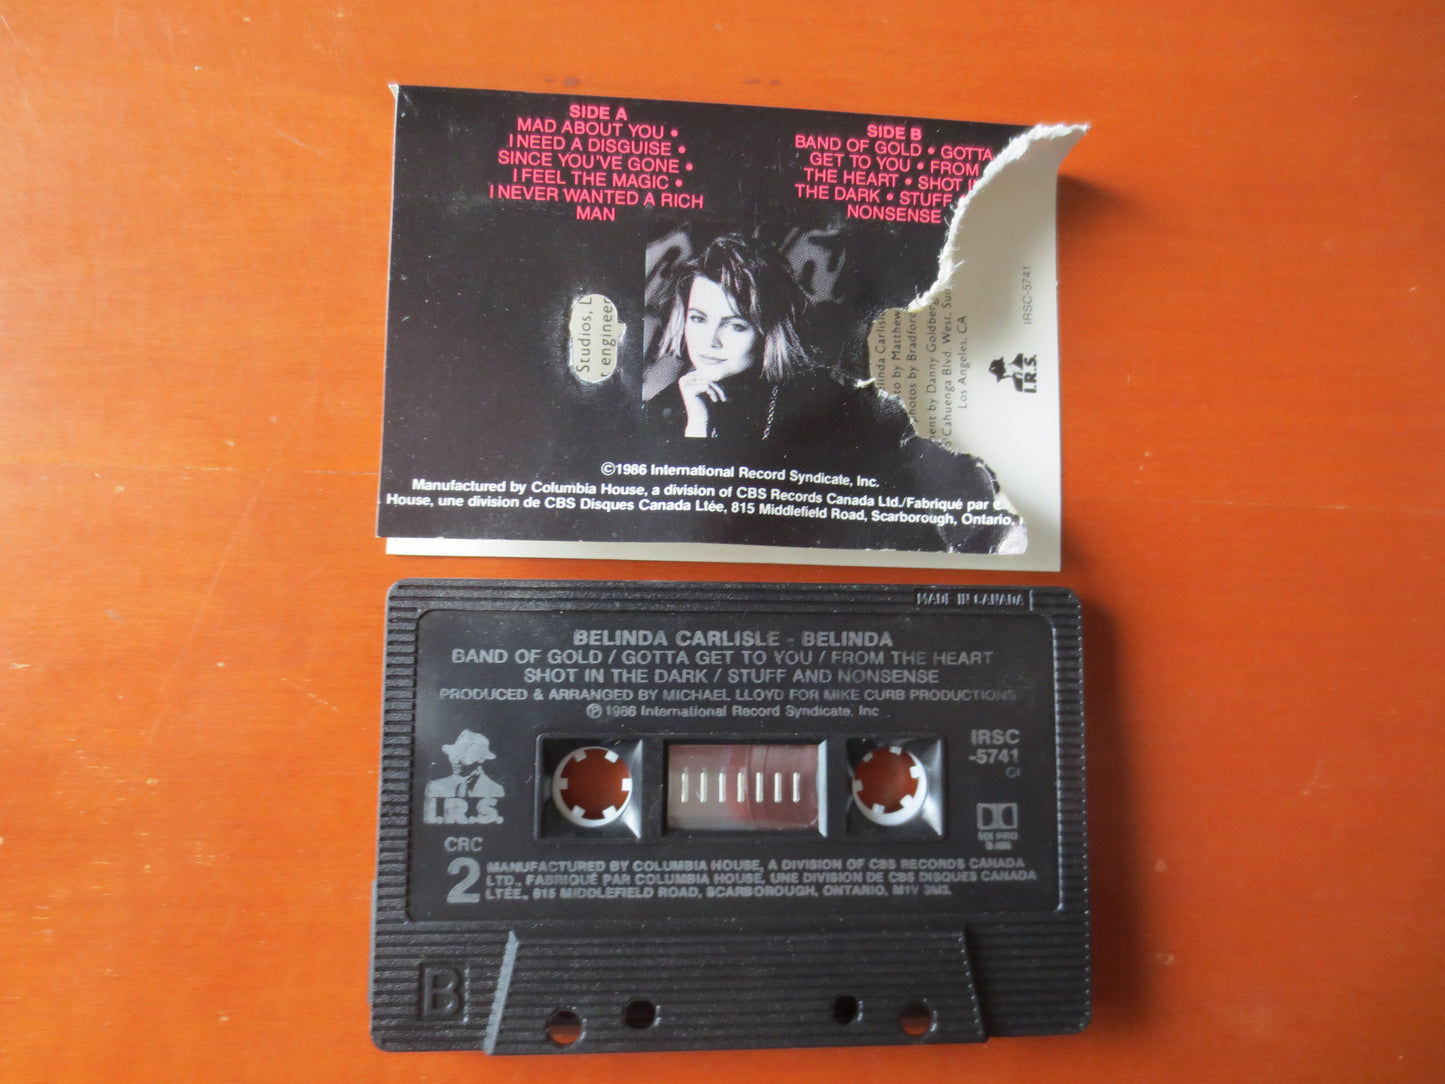 SIDE A
MAD ABOUT YOU •
I NEED A DISGUISE •
SINCE YOU'VE GONE •
I FEEL THE MAGIC •
I NEVER WANTED A RICH
MAN
SIDE B
BAND OF GOLD • GOTTA
GET TO YOU • FROM
THE HEART • SHOT IN
THE DARK • STUFF
NONSENSE
Studios, L
engineer
Belinda Carlisle
by Matthew
photos by Bradford
by Danny Goldberg
Cahuenga Blvd. West,
Los Angeles, CA
IRSC-5741
I.R.S.
©1986 International Record Syndicate, Inc.
Manufactured by Columbia House, a division of CBS Records Canada Ltd./Fabriqué par
House, une division de CBS Disques Canada Ltée, 815 Middlefield Road, Scarborough, Ontario,
MADE IN CANADA
BELINDA CARLISLE - BELINDA
BAND OF GOLD / GOTTA GET TO YOU / FROM THE HEART
SHOT IN THE DARK / STUFF AND NONSENSE
PRODUCED & ARRANGED BY MICHAEL LLOYD FOR MIKE CURB PRODUCTIONS
℗ 1986 International Record Syndicate, Inc
IRSC
-5741
CI
I.R.S.
CRC
2
HX PRO
MANUFACTURED BY COLUMBIA HOUSE, A DIVISION OF CBS RECORDS CANADA
LTD., FABRIQUÉ PAR COLUMBIA HOUSE, UNE DIVISION DE CBS DISQUES CANADA
LTÉE., 815 MIDDLEFIELD ROAD, SCARBOROUGH, ONTARIO. M1V
B